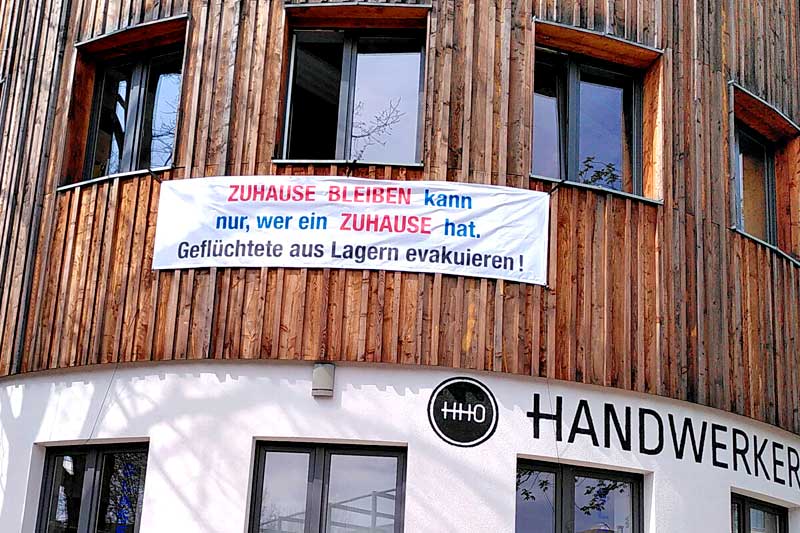 ZUHAUSE BLEIBEN kann
nur, wer ein ZUHAUSE hat.
Geflüchtete aus Lagern evakuieren!
HHO
HANDWERKER